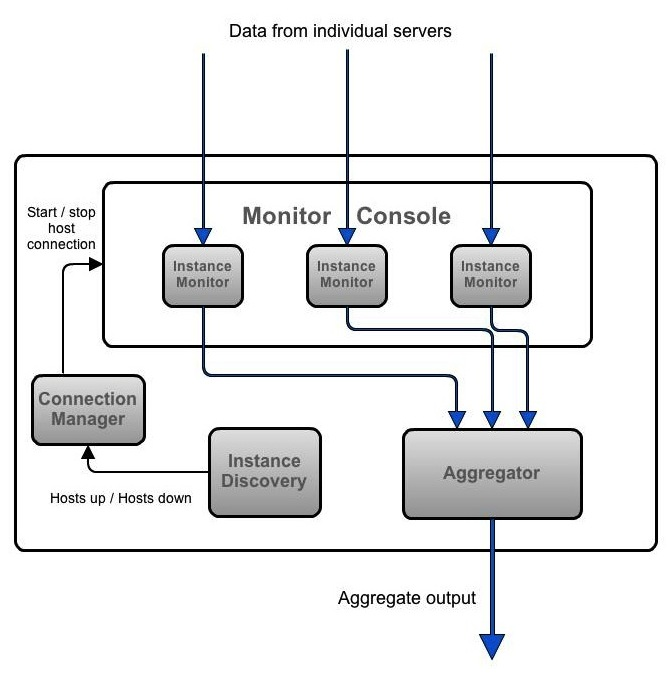 Data from individual servers
Monitor Console
Start / stop
host
connection
Instance
Monitor
Instance
Monitor
Instance
Monitor
Connection
Manager
Instance
Discovery
Aggregator
Hosts up / Hosts down
Aggregate output